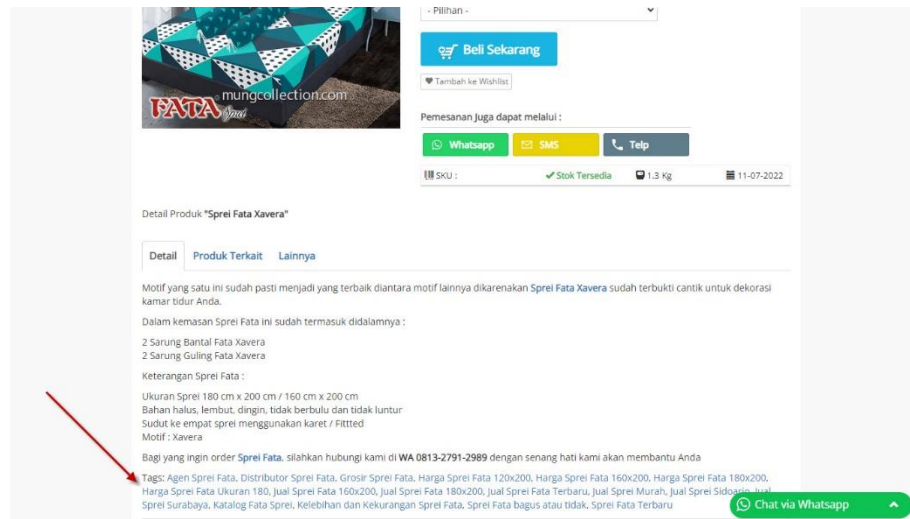 - Pilihan -
Beli Sekarang
Tambah ke Wishlist
mungcollection.com
FATA Sprei
Pemesanan Juga dapat melalui :
Whatsapp SMS Telp
SKU : Stok Tersedia 1.3 Kg 11-07-2022
Detail Produk "Sprei Fata Xavera"
Detail Produk Terkait Lainnya
Motif yang satu ini sudah pasti menjadi yang terbaik diantara motif lainnya dikarenakan Sprei Fata Xavera sudah terbukti cantik untuk dekorasi
kamar tidur Anda.
Dalam kemasan Sprei Fata ini sudah termasuk didalamnya :
2 Sarung Bantal Fata Xavera
2 Sarung Guling Fata Xavera
Keterangan Sprei Fata :
Ukuran Sprei 180 cm x 200 cm / 160 cm x 200 cm
Bahan halus, lembut, dingin, tidak berbulu dan tidak luntur
Sudut ke empat sprei menggunakan karet / Fittted
Motif : Xavera
Bagi yang ingin order Sprei Fata, silahkan hubungi kami di WA 0813-2791-2989 dengan senang hati kami akan membantu Anda
Tags: Agen Sprei Fata, Distributor Sprei Fata, Grosir Sprei Fata, Harga Sprei Fata 120x200, Harga Sprei Fata 160x200, Harga Sprei Fata 180x200,
Harga Sprei Fata Ukuran 180, Jual Sprei Fata 160x200, Jual Sprei Fata 180x200, Jual Sprei Fata Terbaru, Jual Sprei Murah, Jual Sprei Sidoarjo, Jual
Sprei Surabaya, Katalog Fata Sprei, Kelebihan dan Kekurangan Sprei Fata, Sprei Fata bagus atau tidak, Sprei Fata Terbaru
Chat via Whatsapp